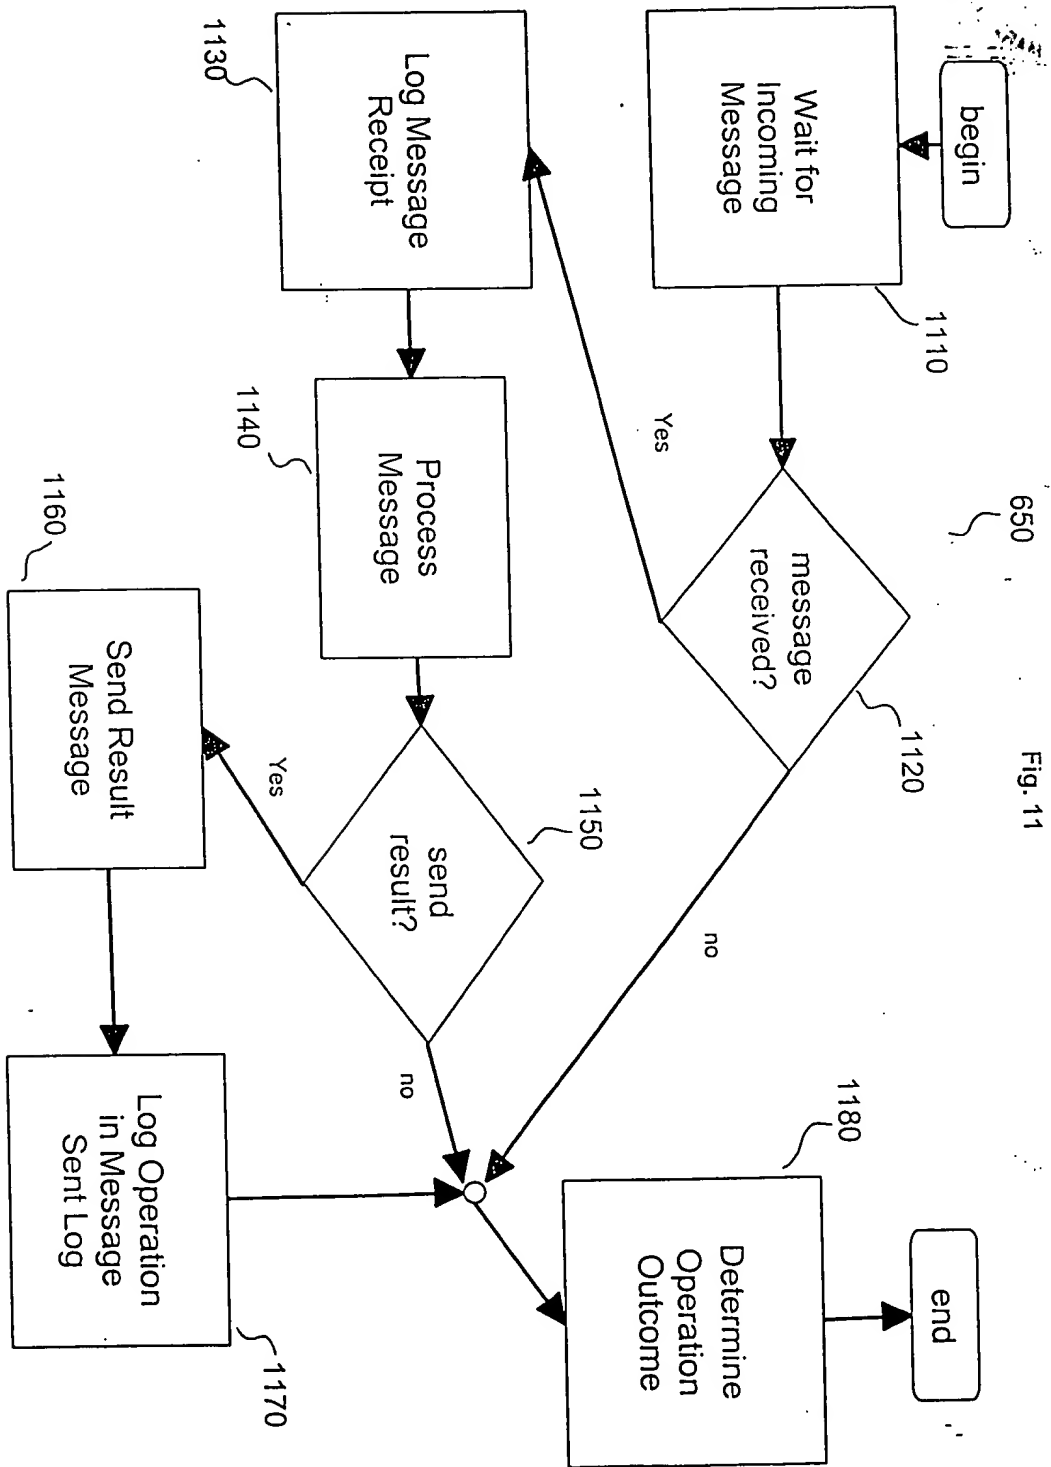 Fig. 11
650
begin
Wait for
Incoming
Message
1110
message
received?
1120
Yes
no
Log Message
Receipt
1130
Process
Message
1140
send
result?
1150
Yes
no
Send Result
Message
1160
Log Operation
in Message
Sent Log
1170
Determine
Operation
Outcome
1180
end